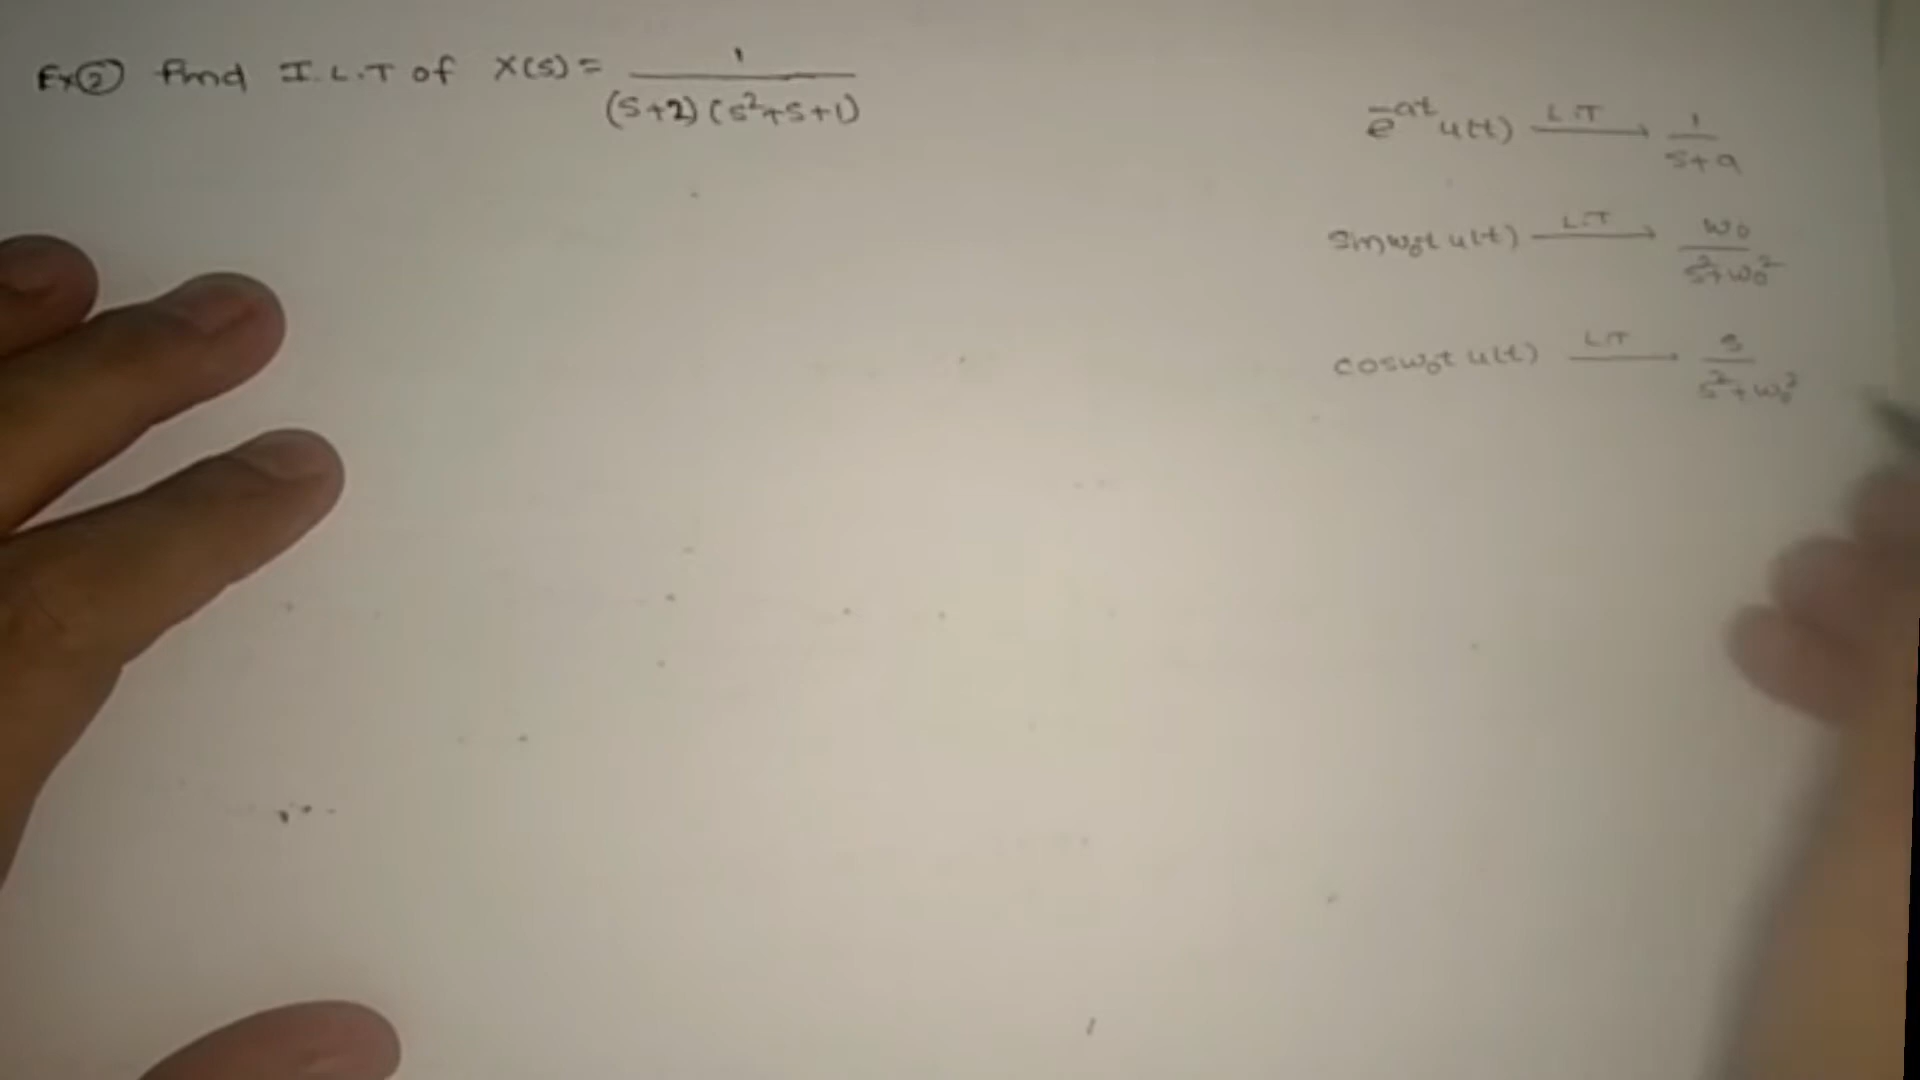 Ex② Find I.L.T of X(s) = 1 / (s+2)(s²+s+1)
e^-at u(t) L.T → 1 / s+a
sinω₀t u(t) L.T → ω₀ / s²+ω₀²
cosω₀t u(t) L.T → s / s²+ω₀²